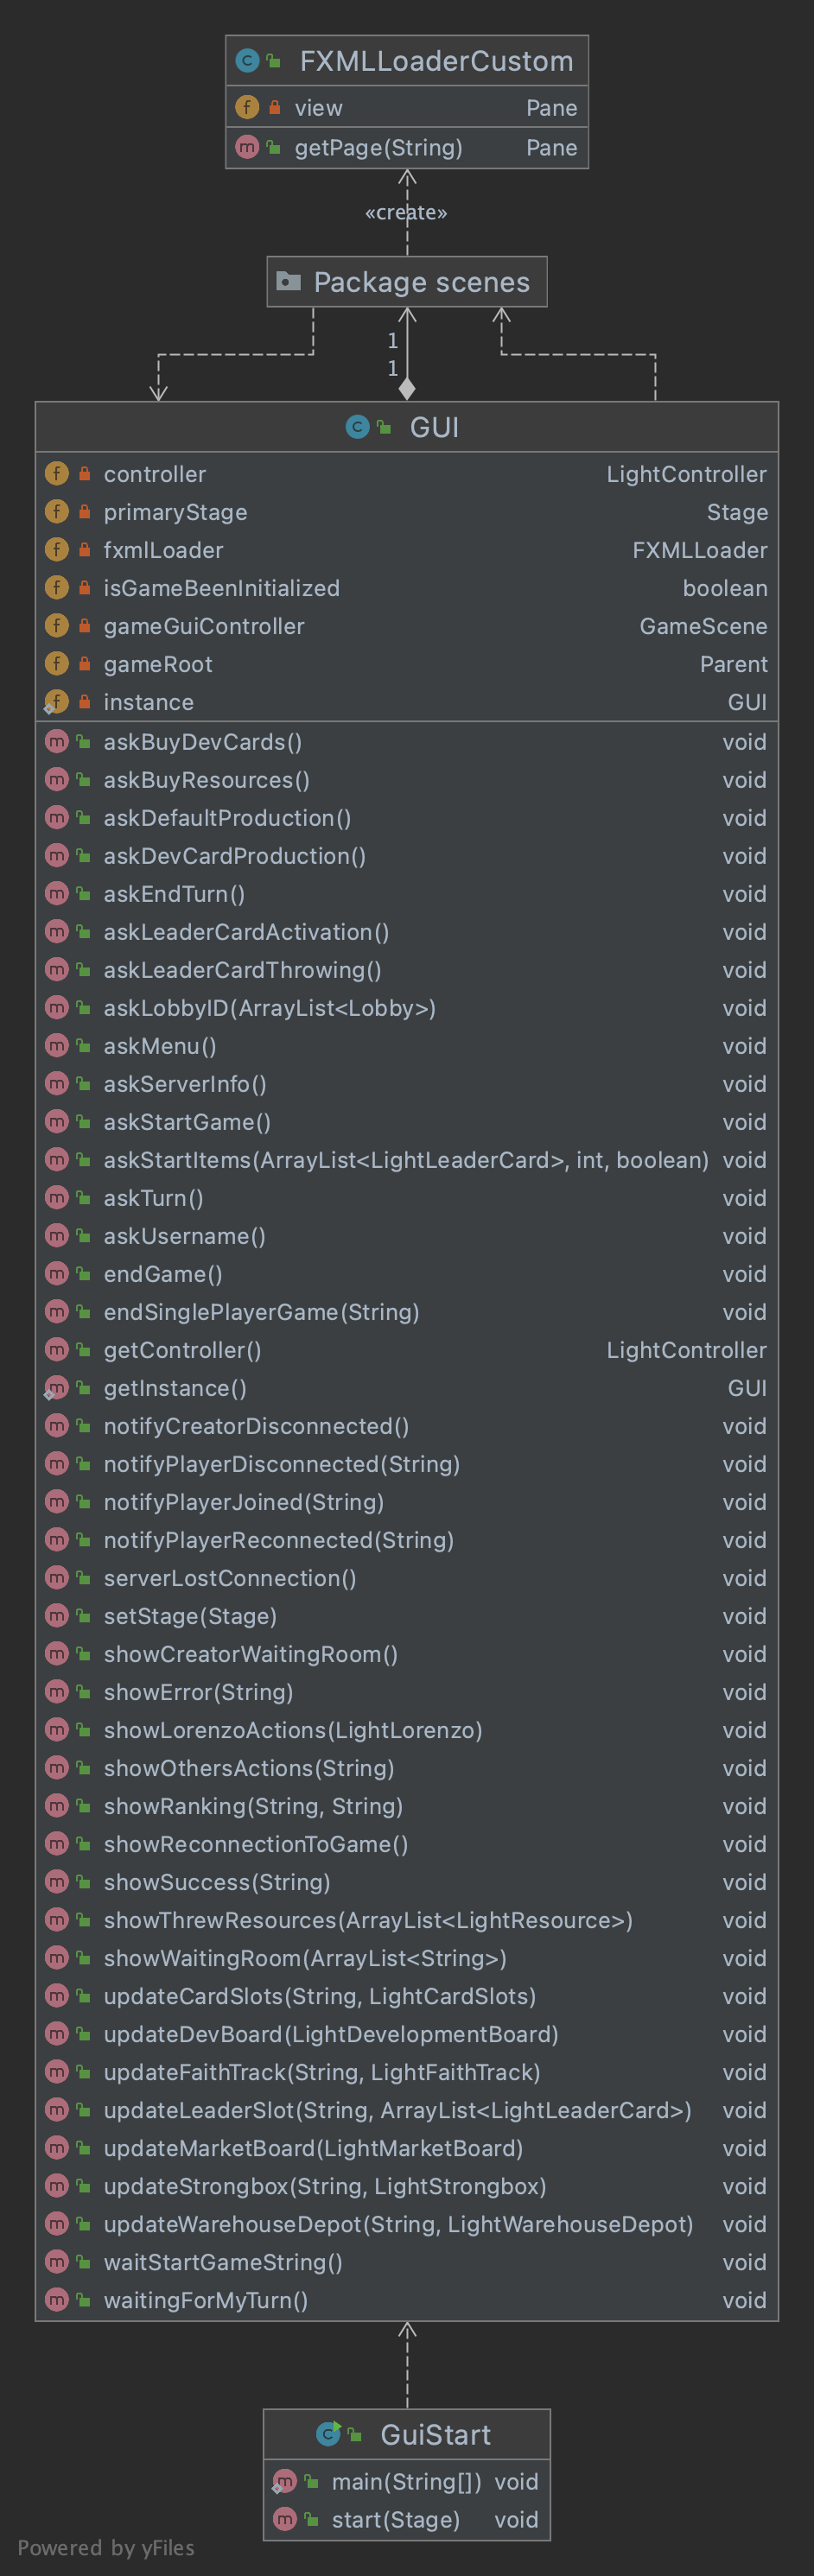 FXMLLoaderCustom
view Pane
getPage(String) Pane
«create»
Package scenes
1
1
GUI
controller LightController
primaryStage Stage
fxmlLoader FXMLLoader
isGameBeenInitialized boolean
gameGuiController GameScene
gameRoot Parent
instance GUI
askBuyDevCards() void
askBuyResources() void
askDefaultProduction() void
askDevCardProduction() void
askEndTurn() void
askLeaderCardActivation() void
askLeaderCardThrowing() void
askLobbyID(ArrayList<Lobby>) void
askMenu() void
askServerInfo() void
askStartGame() void
askStartItems(ArrayList<LightLeaderCard>, int, boolean) void
askTurn() void
askUsername() void
endGame() void
endSinglePlayerGame(String) void
getController() LightController
getInstance() GUI
notifyCreatorDisconnected() void
notifyPlayerDisconnected(String) void
notifyPlayerJoined(String) void
notifyPlayerReconnected(String) void
serverLostConnection() void
setStage(Stage) void
showCreatorWaitingRoom() void
showError(String) void
showLorenzoActions(LightLorenzo) void
showOthersActions(String) void
showRanking(String, String) void
showReconnectionToGame() void
showSuccess(String) void
showThrewResources(ArrayList<LightResource>) void
showWaitingRoom(ArrayList<String>) void
updateCardSlots(String, LightCardSlots) void
updateDevBoard(LightDevelopmentBoard) void
updateFaithTrack(String, LightFaithTrack) void
updateLeaderSlot(String, ArrayList<LightLeaderCard>) void
updateMarketBoard(LightMarketBoard) void
updateStrongbox(String, LightStrongbox) void
updateWarehouseDepot(String, LightWarehouseDepot) void
waitStartGameString() void
waitingForMyTurn() void
GuiStart
main(String[]) void
start(Stage) void
Powered by yFiles